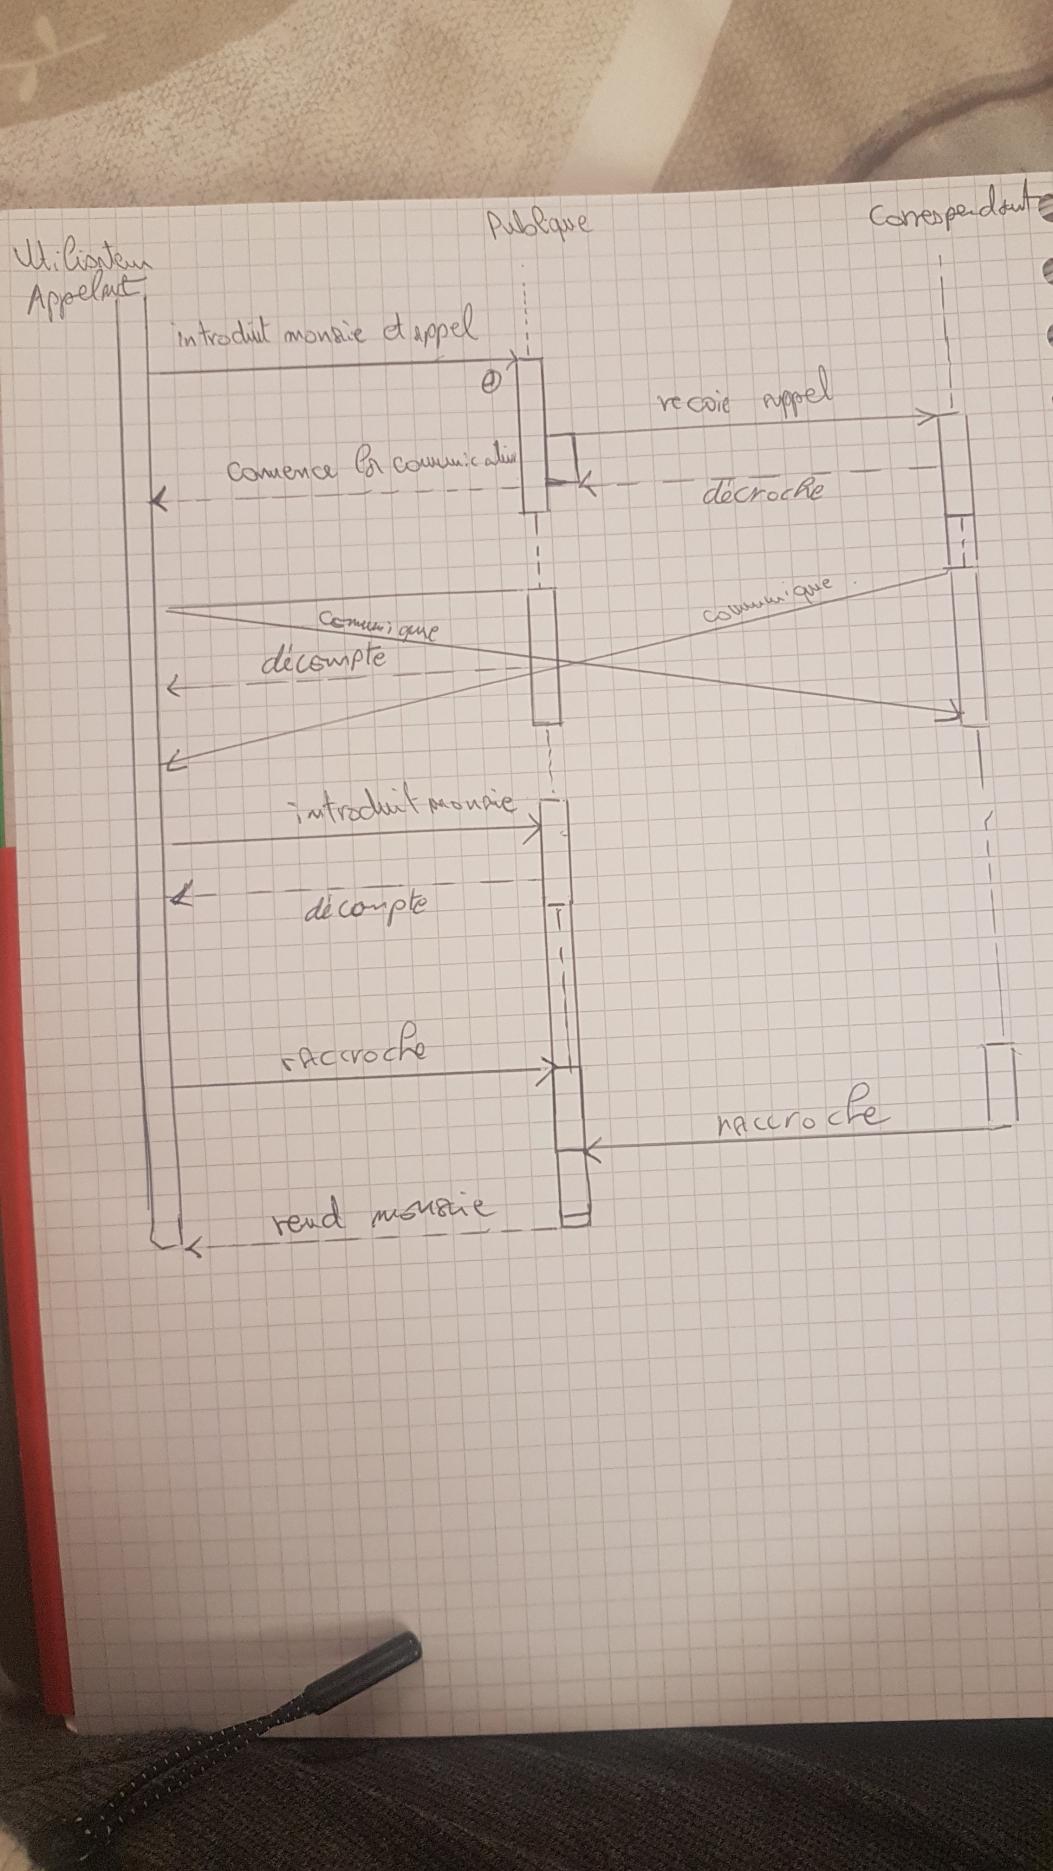 Publique
Correspondant
Utilisateur
Appelant
introduit monnaie et appel
recoie appel
comence la communication
décroche
communique
comunique
décompte
introduit monnaie
décompte
raccroche
raccroche
rend monnaie